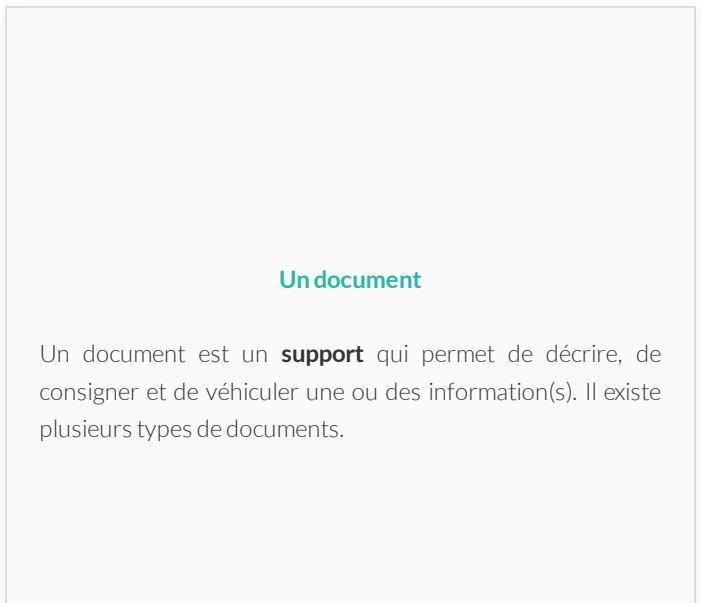 Un document
Un document est un support qui permet de décrire, de
consigner et de véhiculer une ou des information(s). Il existe
plusieurs types de documents.